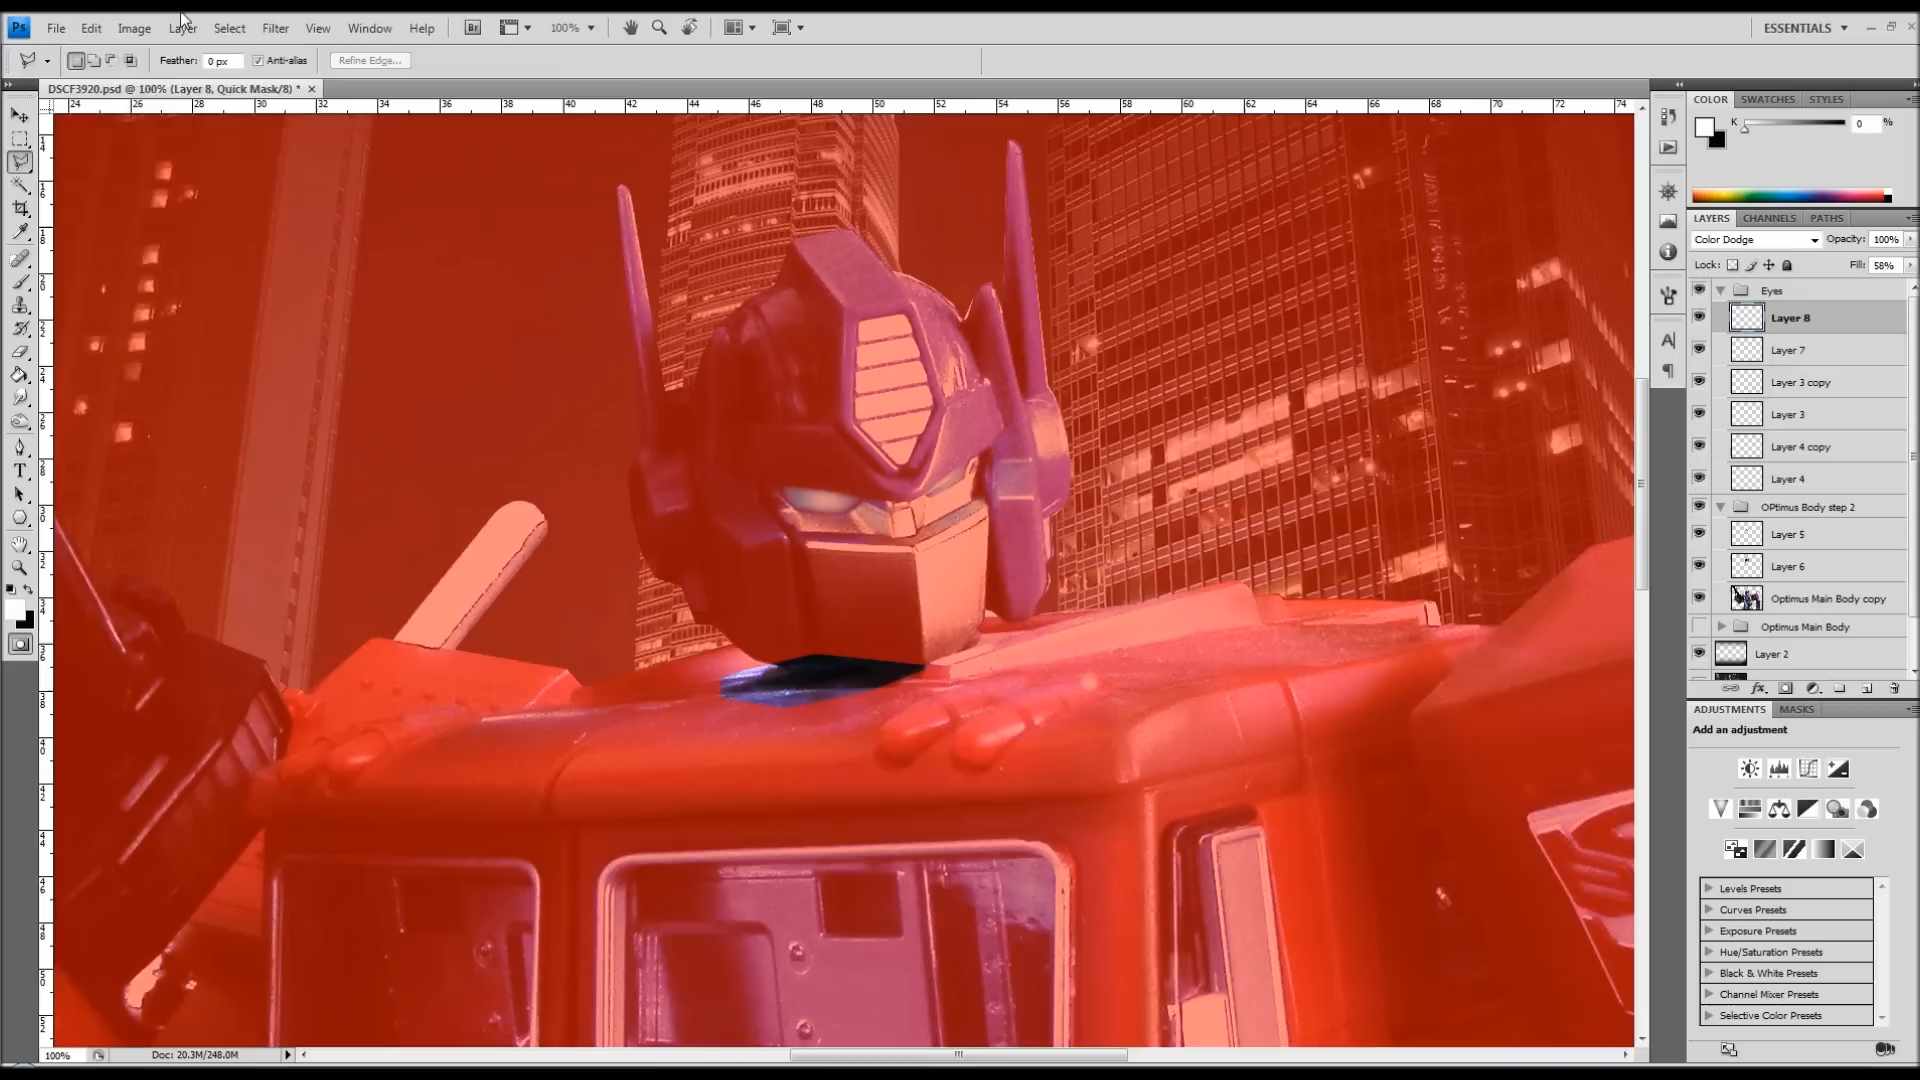 Ps File Edit Image Layer Select Filter View Window Help Br 100% ESSENTIALS
Feather: 0 px Anti-alias Refine Edge...
DSCF3920.psd @ 100% (Layer 8, Quick Mask/8) *
24 26 28 30 32 34 36 38 40 42 44 46 48 50 52 54 56 58 60 62 64 66 68 70 72 74
COLOR SWATCHES STYLES
K 0 %
LAYERS CHANNELS PATHS
Color Dodge Opacity: 100%
Lock: Fill: 58%
Eyes
Layer 8
Layer 7
Layer 3 copy
Layer 3
Layer 4 copy
Layer 4
OPtimus Body step 2
Layer 5
Layer 6
Optimus Main Body copy
Optimus Main Body
Layer 2
ADJUSTMENTS MASKS
Add an adjustment
Levels Presets
Curves Presets
Exposure Presets
Hue/Saturation Presets
Black & White Presets
Channel Mixer Presets
Selective Color Presets
100% Doc: 20.3M/248.0M